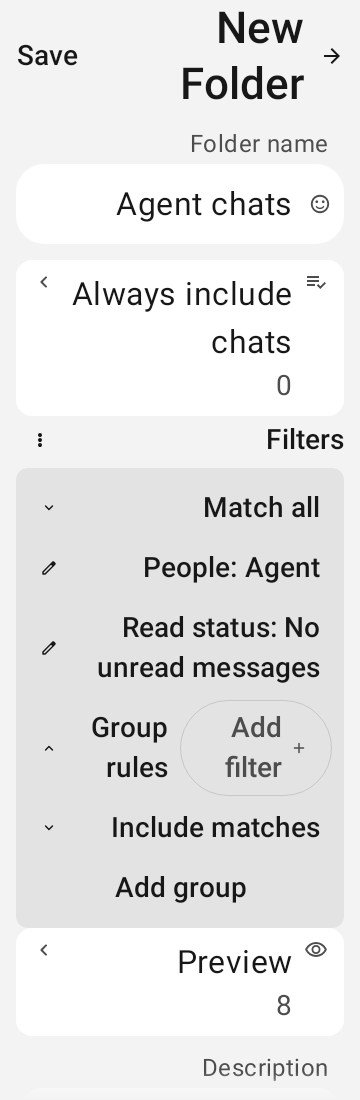 New
Folder
Save
Folder name
Agent chats
Always include
chats
0
Filters
Match all
People: Agent
Read status: No
unread messages
Group
rules
Add
filter
Include matches
Add group
Preview
8
Description